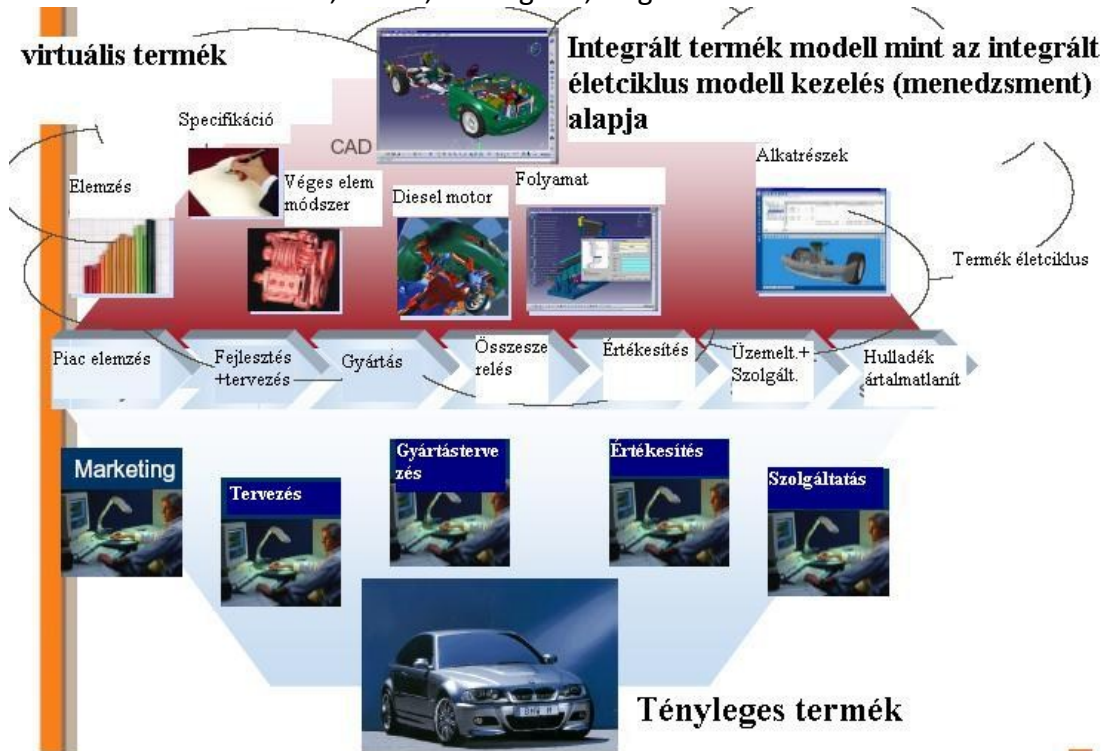 virtuális termék
Integrált termék modell mint az integrált
életciklus modell kezelés (menedzsment)
alapja
Specifikáció
CAD
Alkatrészek
Elemzés
Véges elem
módszer
Diesel motor
Folyamat
Termék életciklus
Piac elemzés
Fejlesztés
+tervezés
Gyártás
Összesze
relés
Értékesítés
Üzemelt.+
Szolgált.
Hulladék
ártalmatlanít
Marketing
Tervezés
Gyártásterve
zés
Értékesítés
Szolgáltatás
Tényleges termék